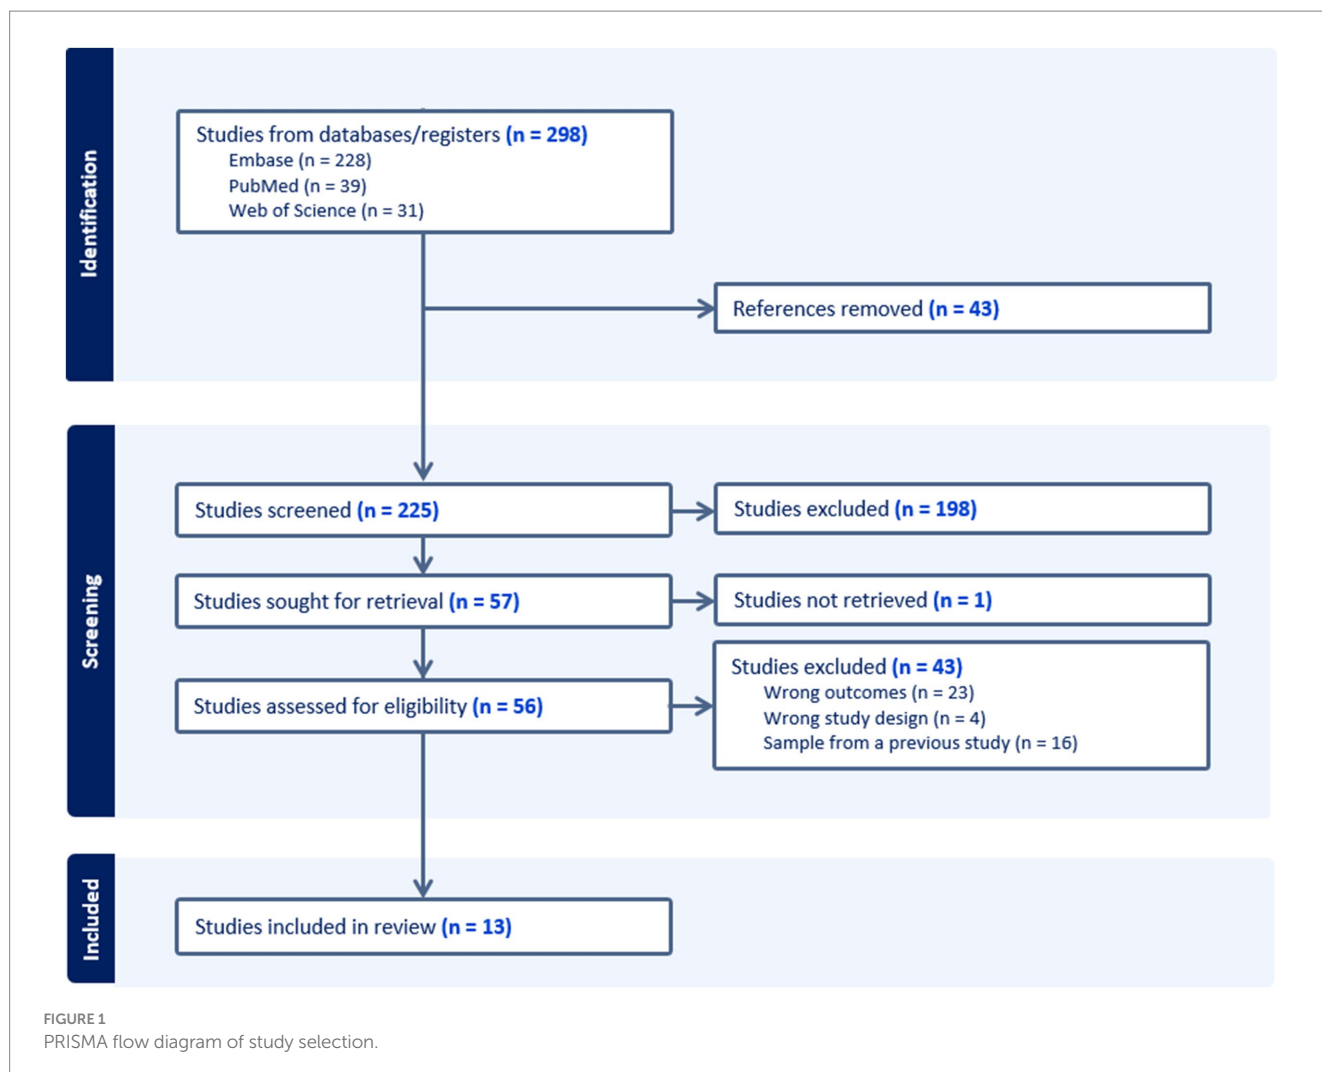 Identification
Studies from databases/registers (n = 298)
Embase (n = 228)
PubMed (n = 39)
Web of Science (n = 31)
References removed (n = 43)
Screening
Studies screened (n = 225)
Studies excluded (n = 198)
Studies sought for retrieval (n = 57)
Studies not retrieved (n = 1)
Studies assessed for eligibility (n = 56)
Studies excluded (n = 43)
Wrong outcomes (n = 23)
Wrong study design (n = 4)
Sample from a previous study (n = 16)
Included
Studies included in review (n = 13)
FIGURE 1
PRISMA flow diagram of study selection.